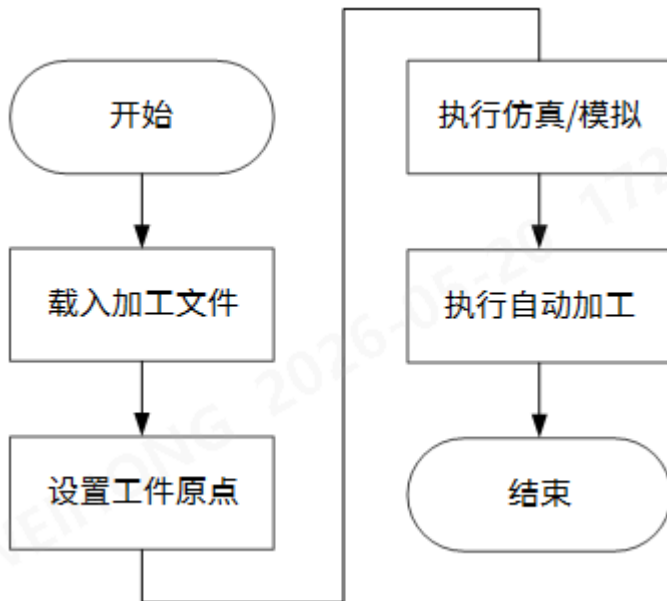 开始
载入加工文件
设置工件原点
执行仿真/模拟
执行自动加工
结束